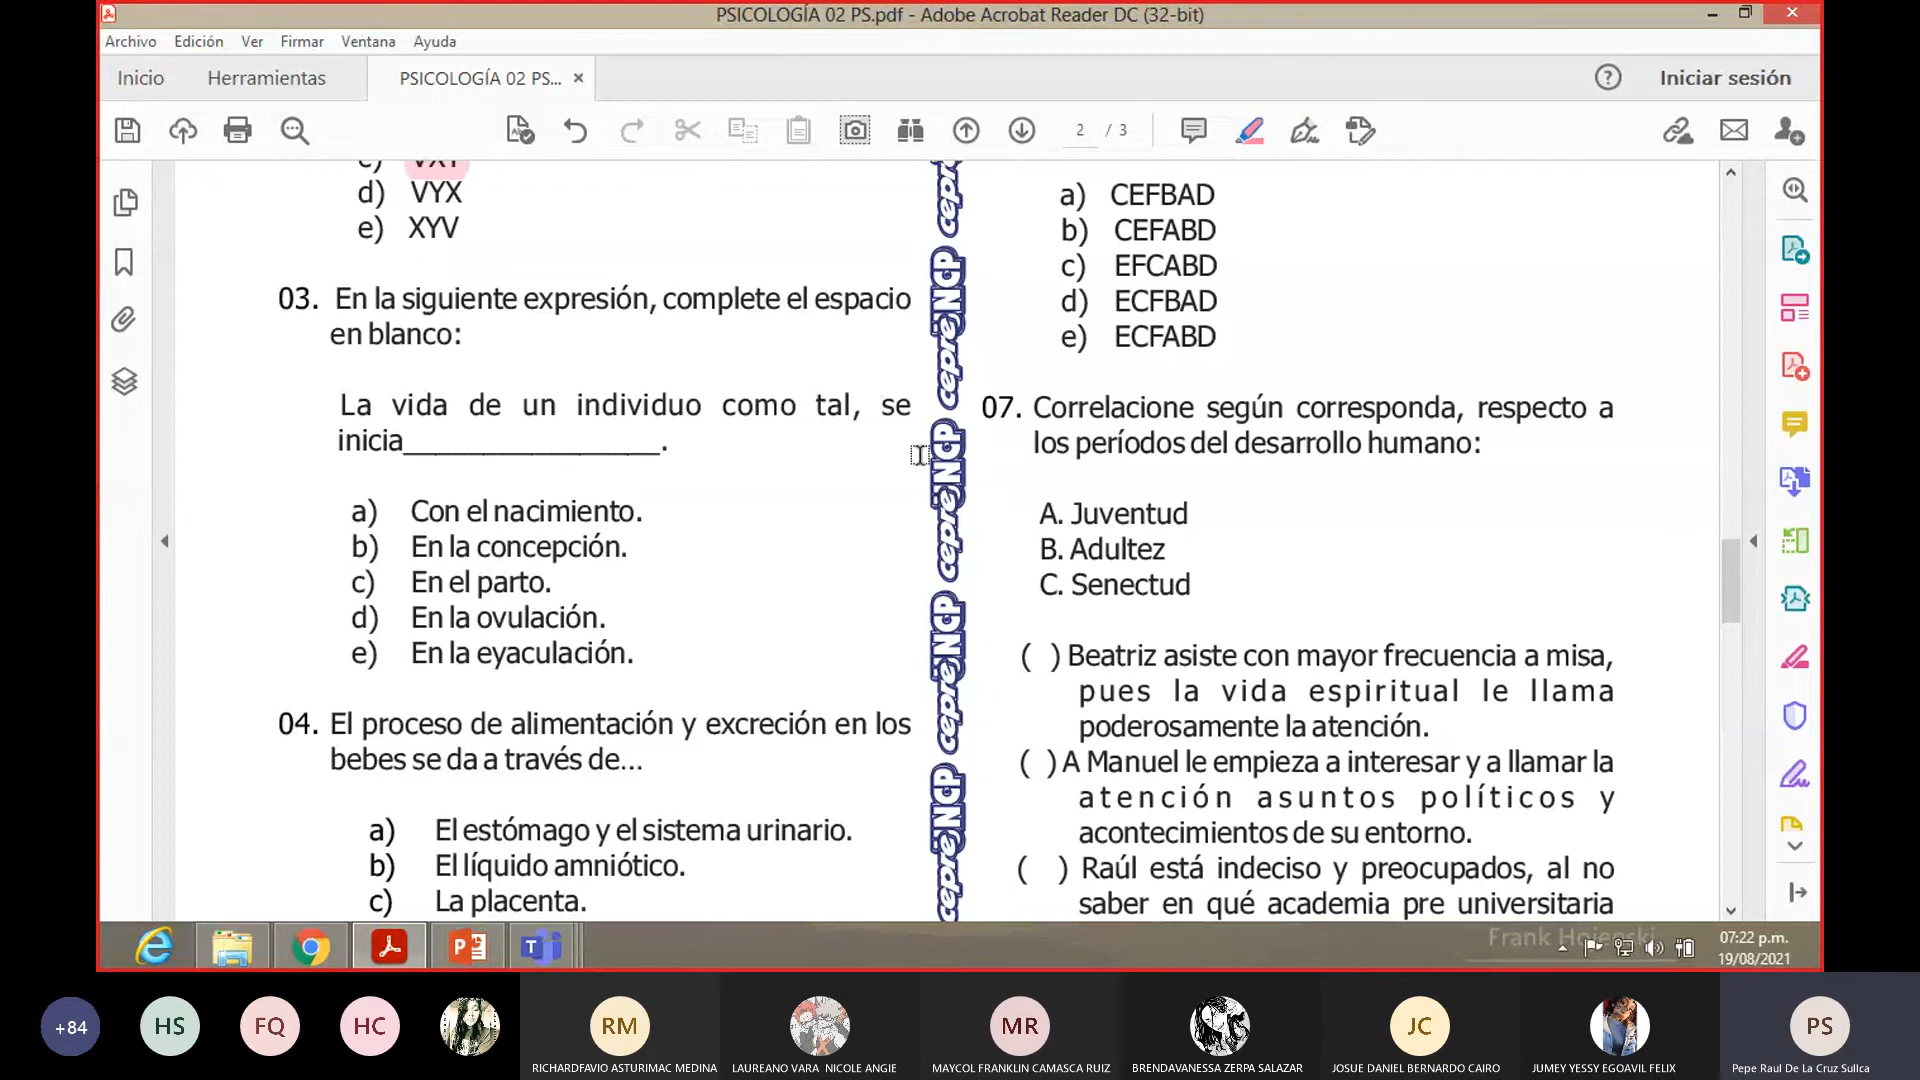 PSICOLOGÍA 02 PS.pdf - Adobe Acrobat Reader DC (32-bit)
Archivo Edición Ver Firmar Ventana Ayuda
Inicio Herramientas PSICOLOGÍA 02 PS... × Iniciar sesión
2 / 3
c) VXY
d) VYX
e) XYV
03. En la siguiente expresión, complete el espacio
en blanco:
La vida de un individuo como tal, se
inicia_________________.
a) Con el nacimiento.
b) En la concepción.
c) En el parto.
d) En la ovulación.
e) En la eyaculación.
04. El proceso de alimentación y excreción en los
bebes se da a través de...
a) El estómago y el sistema urinario.
b) El líquido amniótico.
c) La placenta.
cepreUNCP cepreUNCP cepreUNCP cepreUNCP
a) CEFBAD
b) CEFABD
c) EFCABD
d) ECFBAD
e) ECFABD
07. Correlacione según corresponda, respecto a
los períodos del desarrollo humano:
A. Juventud
B. Adultez
C. Senectud
( ) Beatriz asiste con mayor frecuencia a misa,
pues la vida espiritual le llama
poderosamente la atención.
( ) A Manuel le empieza a interesar y a llamar la
atención asuntos políticos y
acontecimientos de su entorno.
( ) Raúl está indeciso y preocupados, al no
saber en qué academia pre universitaria
Frank
07:22 p.m.
19/08/2021
+84 HS FQ HC RM MR JC PS
RICHARDFAVIO ASTURIMAC MEDINA LAUREANO VARA NICOLE ANGIE MAYCOL FRANKLIN CAMASCA RUIZ BRENDAVANESSA ZERPA SALAZAR JOSUE DANIEL BERNARDO CAIRO JUMEY YESSY EGOAVIL FELIX Pepe Raul De La Cruz Sullca